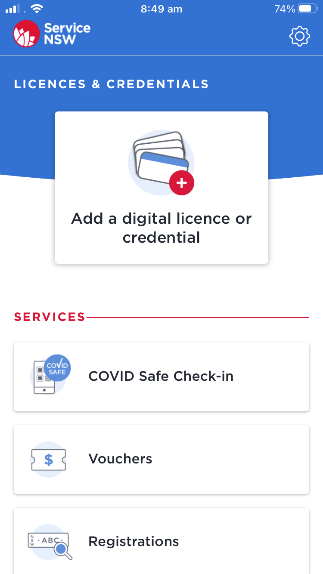 8:49 am
74%
Service
NSW
LICENCES & CREDENTIALS
Add a digital licence or
credential
SERVICES
COVID
SAFE
COVID Safe Check-in
$
Vouchers
NSW
·ABC·
Registrations